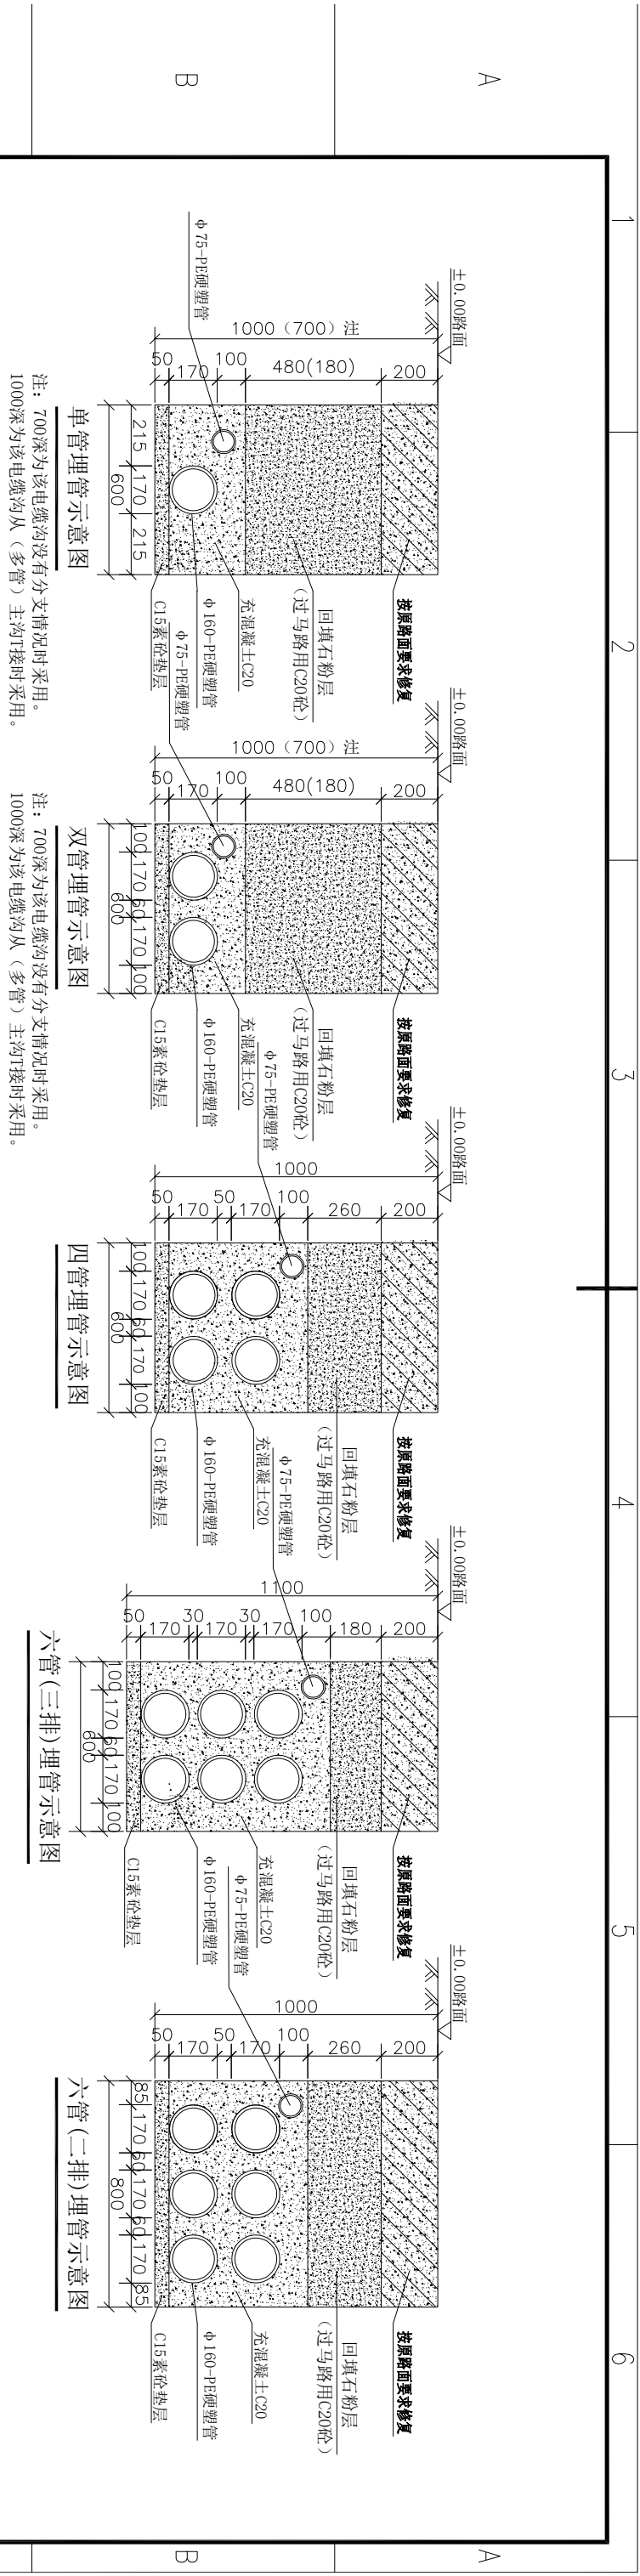 1
2
3
4
5
6
A
A
B
B
±0.00路面
1000（700）注
50
170
100
480(180)
200
φ75-PE硬塑管
按原路面要求修复
回填石粉层
（过马路用C20砼）
充混凝土C20
φ160-PE硬塑管
C15素砼垫层
215
170
215
600
单管埋管示意图
注：700深为该电缆沟没有分支情况时采用。
1000深为该电缆沟从（多管）主沟T接时采用。
±0.00路面
1000（700）注
50
170
100
480(180)
200
φ75-PE硬塑管
按原路面要求修复
回填石粉层
（过马路用C20砼）
充混凝土C20
φ160-PE硬塑管
C15素砼垫层
100
170
60
170
100
600
双管埋管示意图
注：700深为该电缆沟没有分支情况时采用。
1000深为该电缆沟从（多管）主沟T接时采用。
±0.00路面
1000
50
170
50
170
100
260
200
φ75-PE硬塑管
按原路面要求修复
回填石粉层
（过马路用C20砼）
充混凝土C20
φ160-PE硬塑管
C15素砼垫层
100
170
60
170
100
600
四管埋管示意图
±0.00路面
1100
50
170
30
170
30
170
100
180
200
φ75-PE硬塑管
按原路面要求修复
回填石粉层
（过马路用C20砼）
充混凝土C20
φ160-PE硬塑管
C15素砼垫层
100
170
60
170
100
600
六管(三排)埋管示意图
±0.00路面
1000
50
170
50
170
100
260
200
φ75-PE硬塑管
按原路面要求修复
回填石粉层
（过马路用C20砼）
充混凝土C20
φ160-PE硬塑管
C15素砼垫层
85
170
60
170
60
170
85
800
六管(二排)埋管示意图